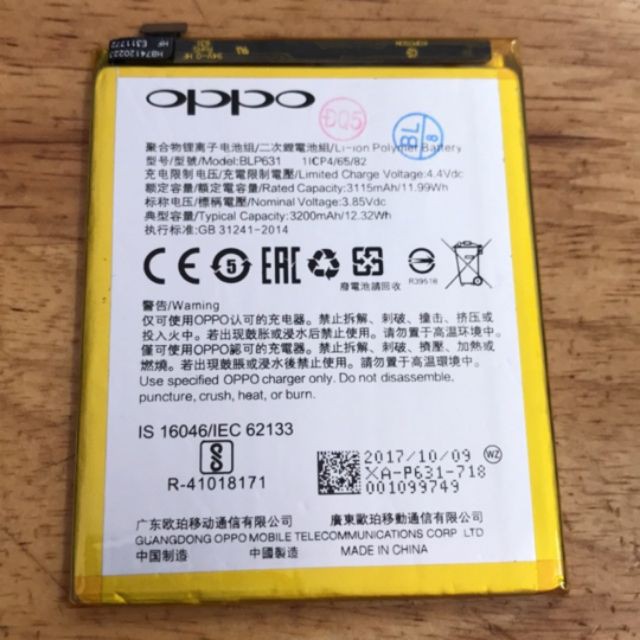 oppo
DQ5
BL
8
聚合物锂离子电池组/二次鋰電池組/Li-ion Polymer Battery
型号/型號/Model:BLP631 1ICP4/65/82
充电限制电压/充電限制電壓/Limited Charge Voltage:4.4Vdc
额定容量/額定電容量/Rated Capacity:3115mAh/11.99Wh
标称电压/標稱電壓/Nominal Voltage:3.85Vdc
典型容量/Typical Capacity:3200mAh/12.32Wh
执行标准:GB 31241-2014
CE 5 EAC
廢電池請回收
R39518
警告/Warning
仅可使用OPPO认可的充电器。禁止拆解、刺破、撞击、挤压或
投入火中。若出现鼓胀或浸水后禁止使用。请勿置于高温环境中。
僅可使用OPPO認可的充電器。禁止拆解、刺破、擠壓、加熱或
燃燒。若出現鼓脹或浸水後禁止使用。請勿置于高溫環境中。
Use specified OPPO charger only. Do not disassemble,
puncture, crush, heat, or burn.
IS 16046/IEC 62133
R-41018171
2017/10/09 WZ
XA-P631-718
001099749
广东欧珀移动通信有限公司 廣東歐珀移動通信有限公司
GUANGDONG OPPO MOBILE TELECOMMUNICATIONS CORP LTD
中国制造 中國製造 MADE IN CHINA